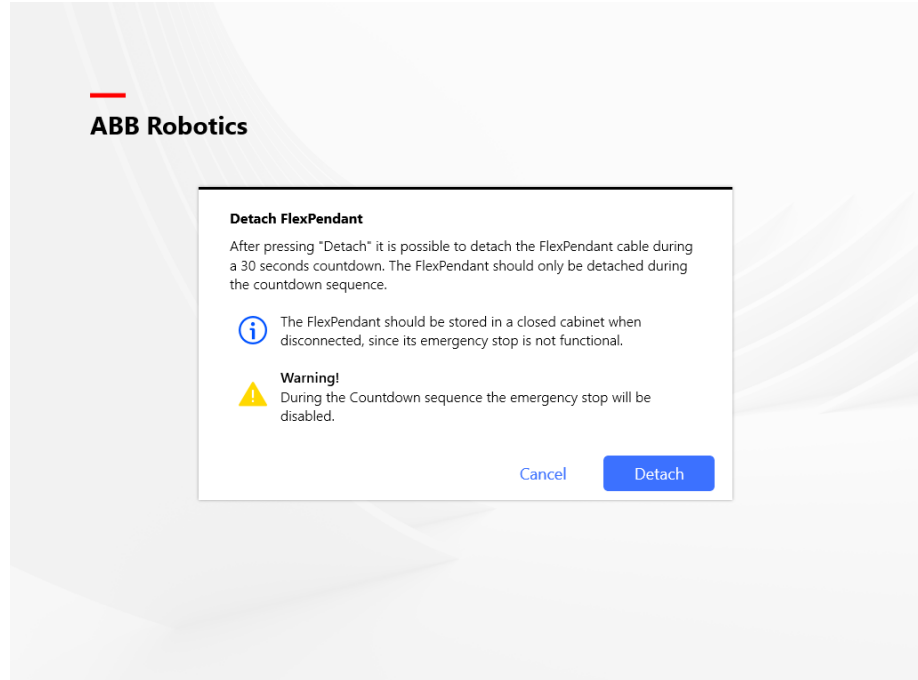 ABB Robotics
Detach FlexPendant
After pressing "Detach" it is possible to detach the FlexPendant cable during
a 30 seconds countdown. The FlexPendant should only be detached during
the countdown sequence.
The FlexPendant should be stored in a closed cabinet when
disconnected, since its emergency stop is not functional.
Warning!
During the Countdown sequence the emergency stop will be
disabled.
Cancel Detach